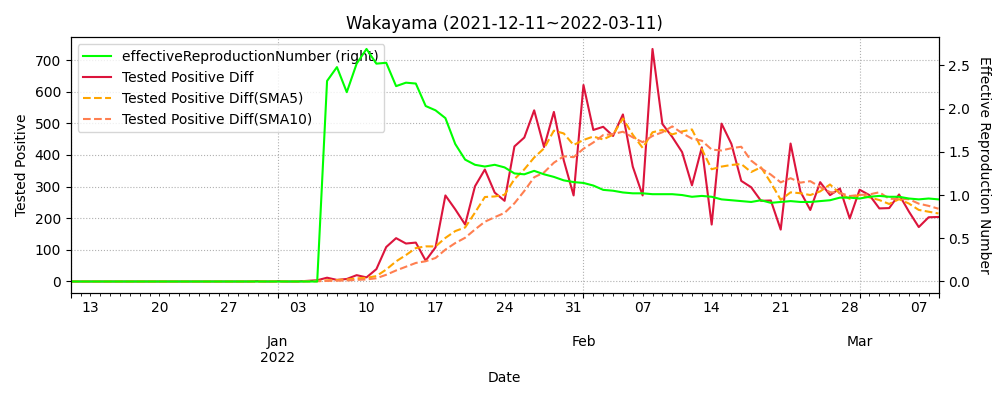 Wakayama (2021-12-11~2022-03-11)
effectiveReproductionNumber (right)
Tested Positive Diff
Tested Positive Diff(SMA5)
Tested Positive Diff(SMA10)
Tested Positive
700
600
500
400
300
200
100
0
Effective Reproduction Number
2.5
2.0
1.5
1.0
0.5
0.0
13 20 27 03 10 17 24 31 07 14 21 28 07
Jan Feb Mar
2022
Date